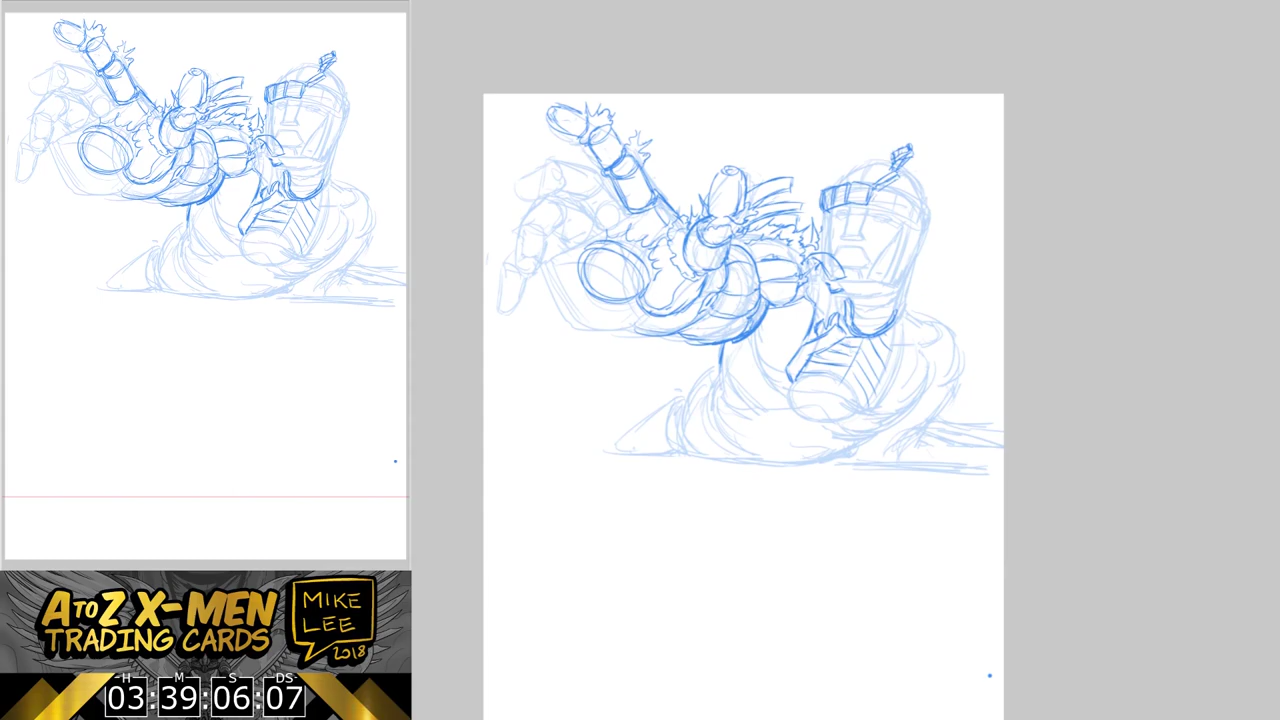 A TO Z X-MEN
TRADING CARDS
MIKE
LEE
2018
H M S DS
03:39:06:07